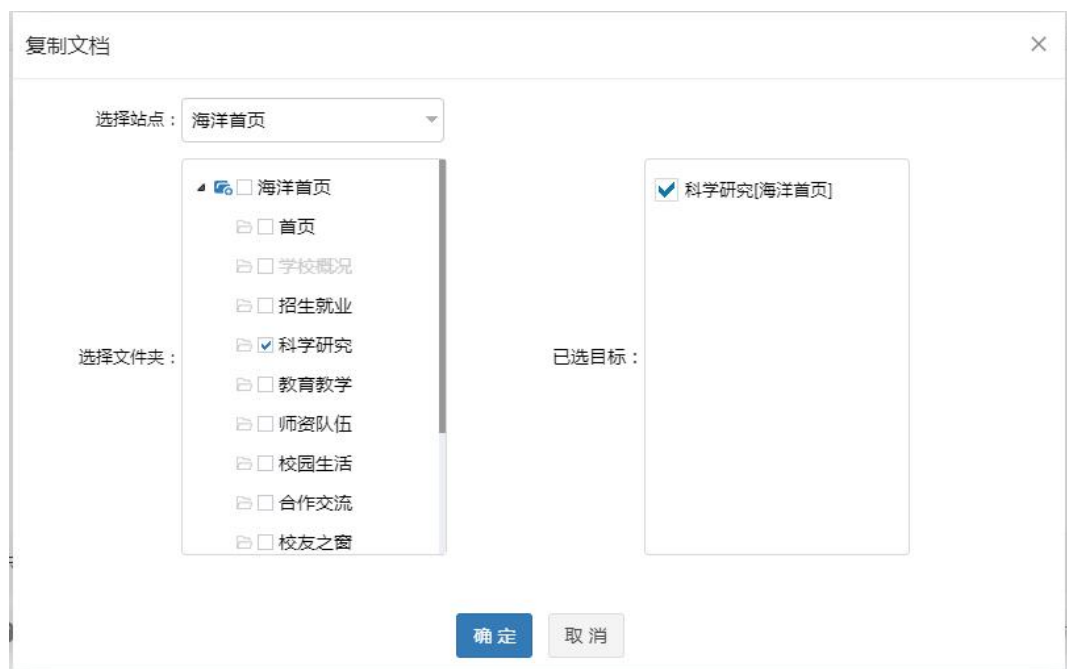 复制文档
选择站点：
海洋首页
选择文件夹：
海洋首页
首页
学校概况
招生就业
科学研究
教育教学
师资队伍
校园生活
合作交流
校友之窗
已选目标：
科学研究[海洋首页]
确定
取消